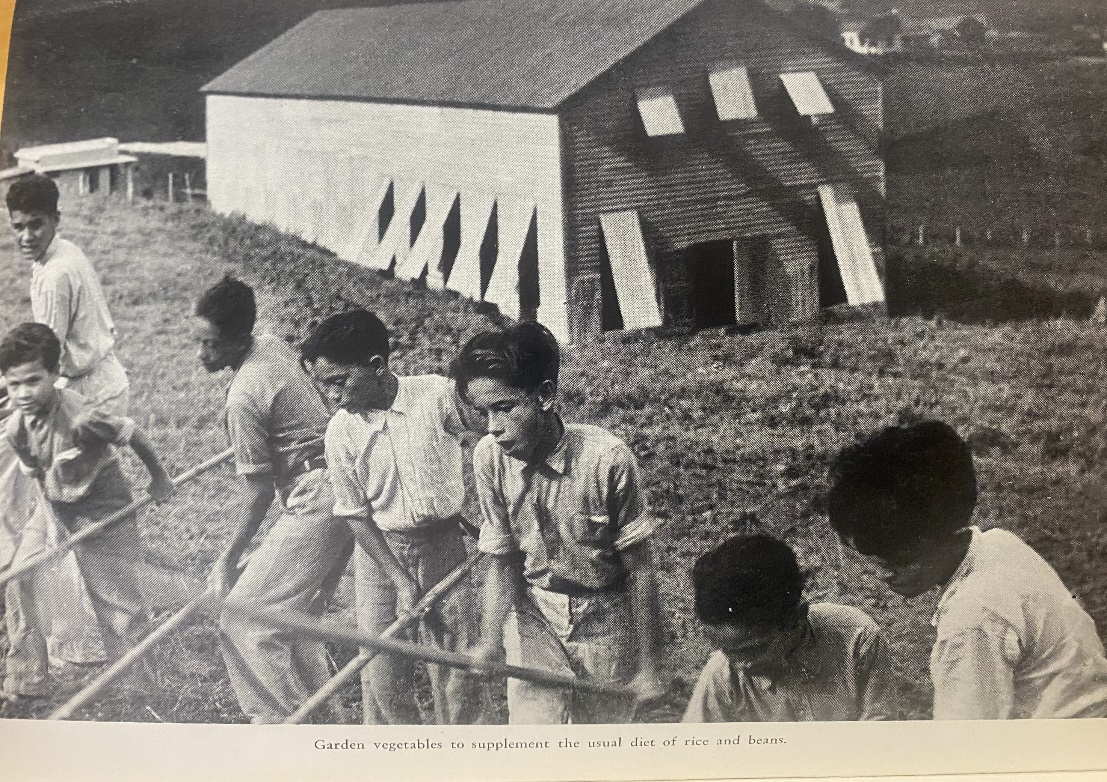 Garden vegetables to supplement the usual diet of rice and beans.